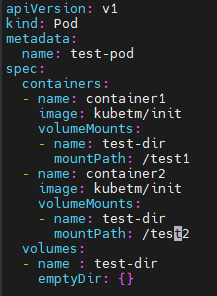 apiVersion: v1
kind: Pod
metadata:
  name: test-pod
spec:
  containers:
  - name: container1
    image: kubetm/init
    volumeMounts:
    - name: test-dir
      mountPath: /test1
  - name: container2
    image: kubetm/init
    volumeMounts:
    - name: test-dir
      mountPath: /test2
  volumes:
  - name : test-dir
    emptyDir: {}